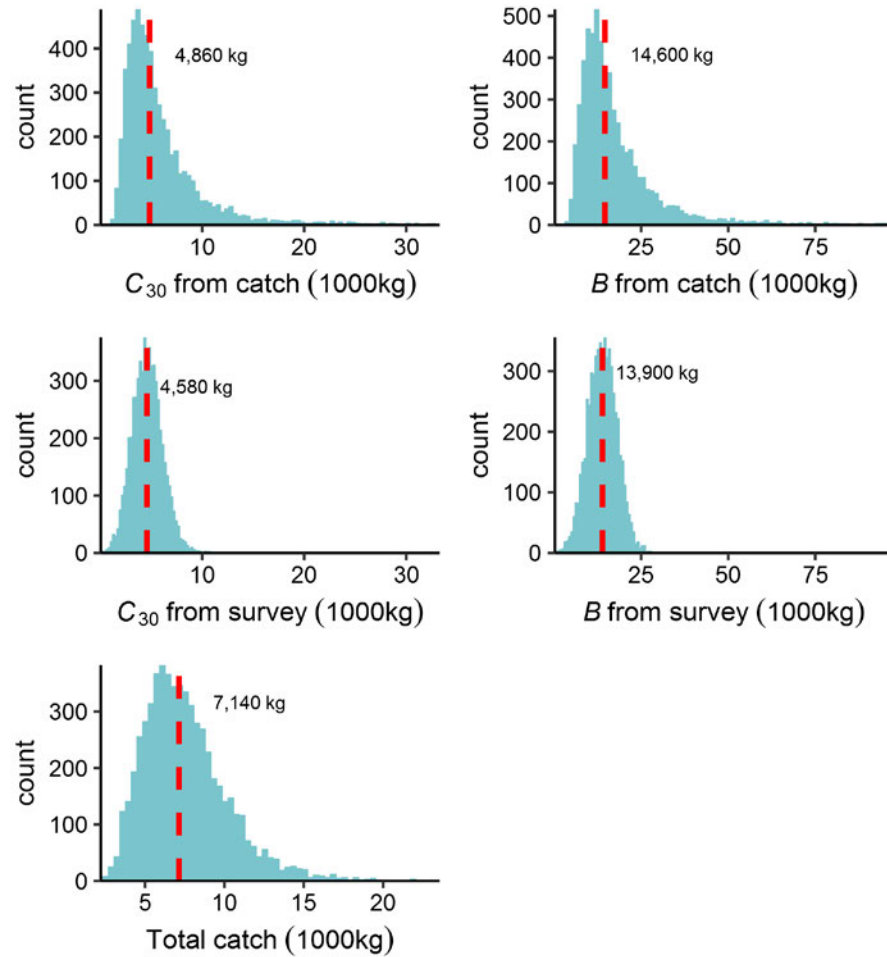 4,860 kg
count
400
300
200
100
0
10 20 30
C30 from catch (1000kg)
14,600 kg
count
500
400
300
200
100
0
25 50 75
B from catch (1000kg)
4,580 kg
count
300
200
100
0
10 20 30
C30 from survey (1000kg)
13,900 kg
count
300
200
100
0
25 50 75
B from survey (1000kg)
7,140 kg
count
300
200
100
0
5 10 15 20
Total catch (1000kg)